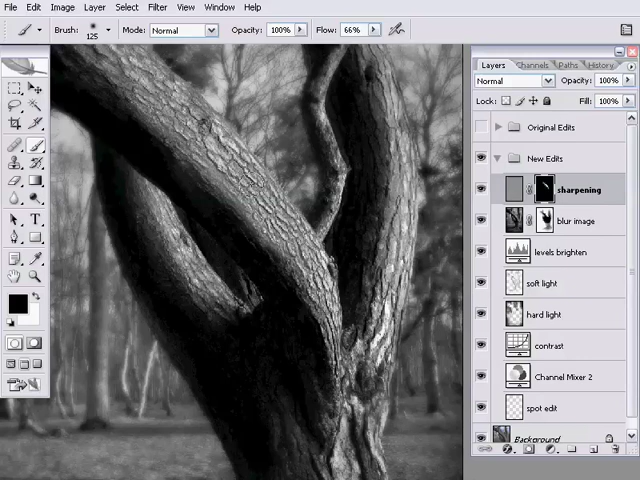 File Edit Image Layer Select Filter View Window Help
Brush: 125 Mode: Normal Opacity: 100% Flow: 66%
Layers Channels Paths History
Normal Opacity: 100%
Lock: Fill: 100%
Original Edits
New Edits
sharpening
blur image
levels brighten
soft light
hard light
contrast
Channel Mixer 2
spot edit
Background